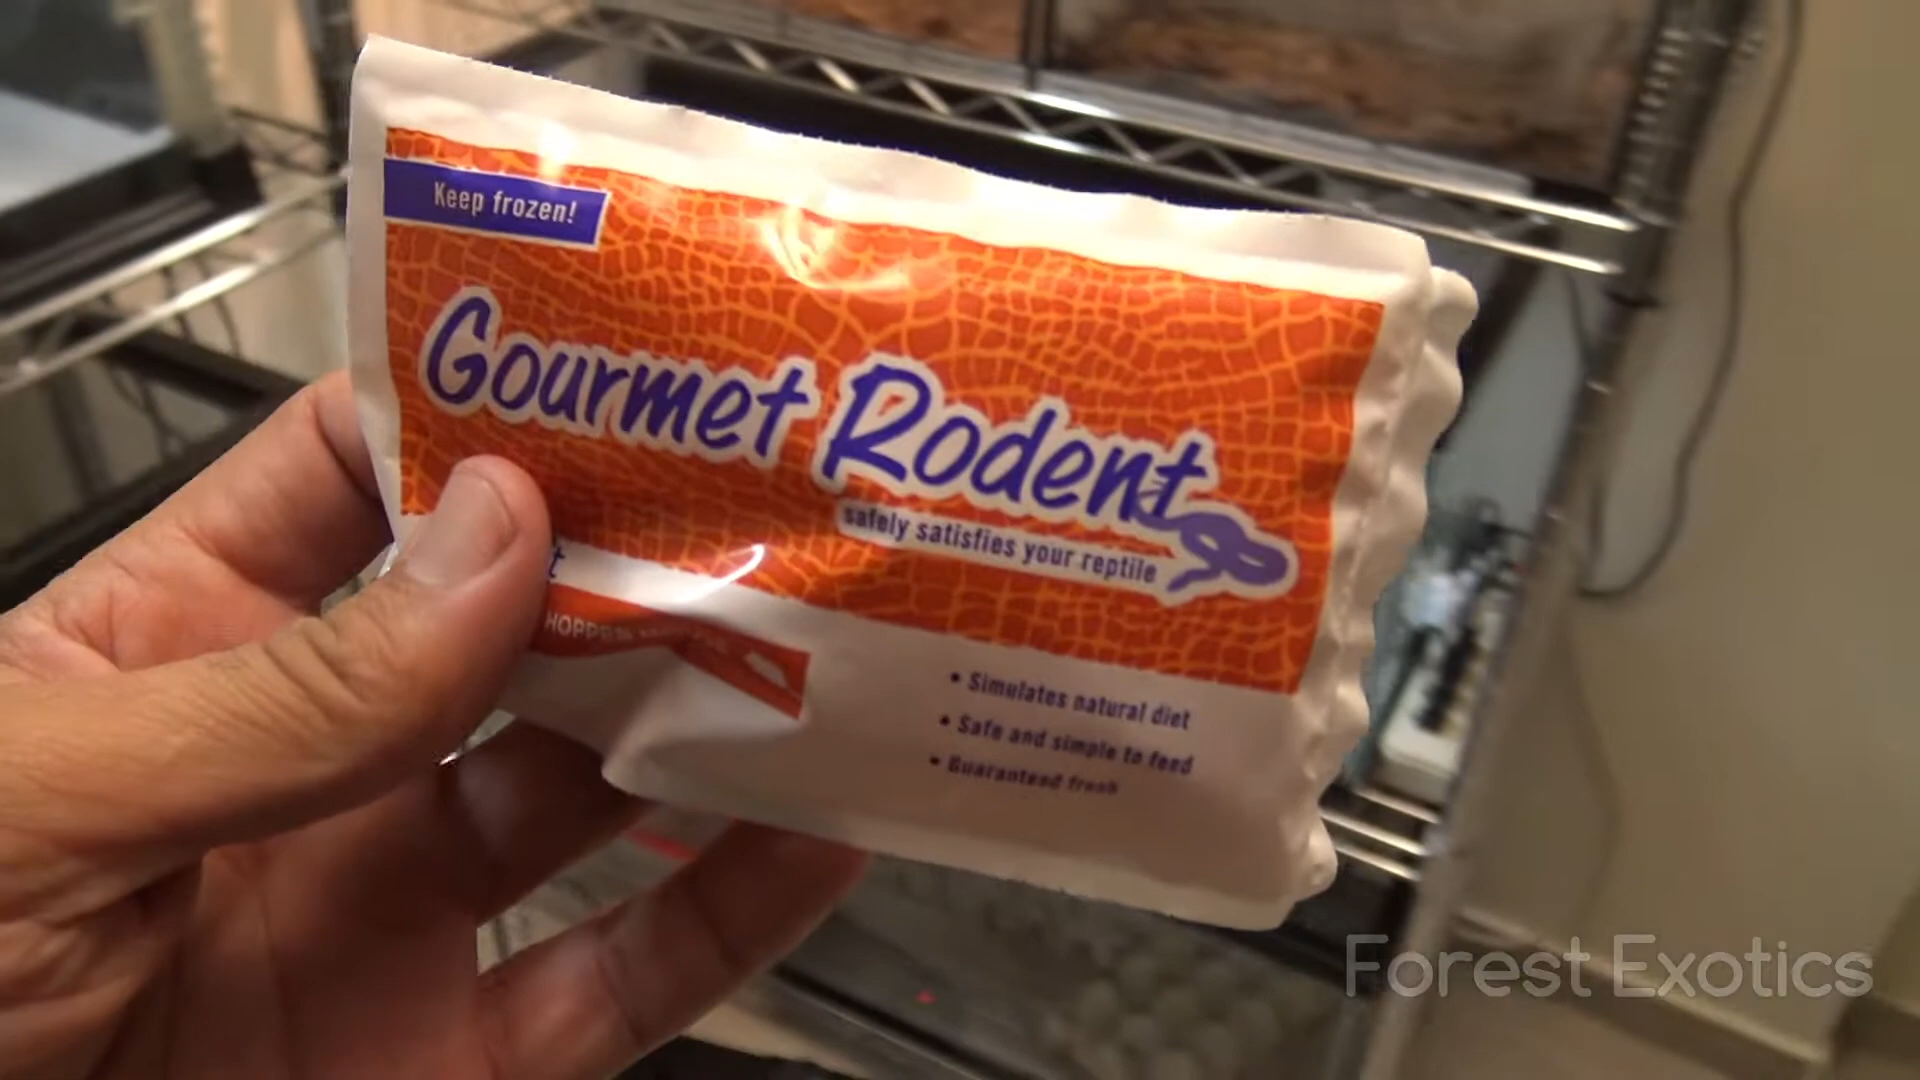 Keep frozen!
Gourmet Rodent
safely satisfies your reptile
t
HOPPER
• Simulates natural diet
• Safe and simple to feed
• Guaranteed fresh
Forest Exotics